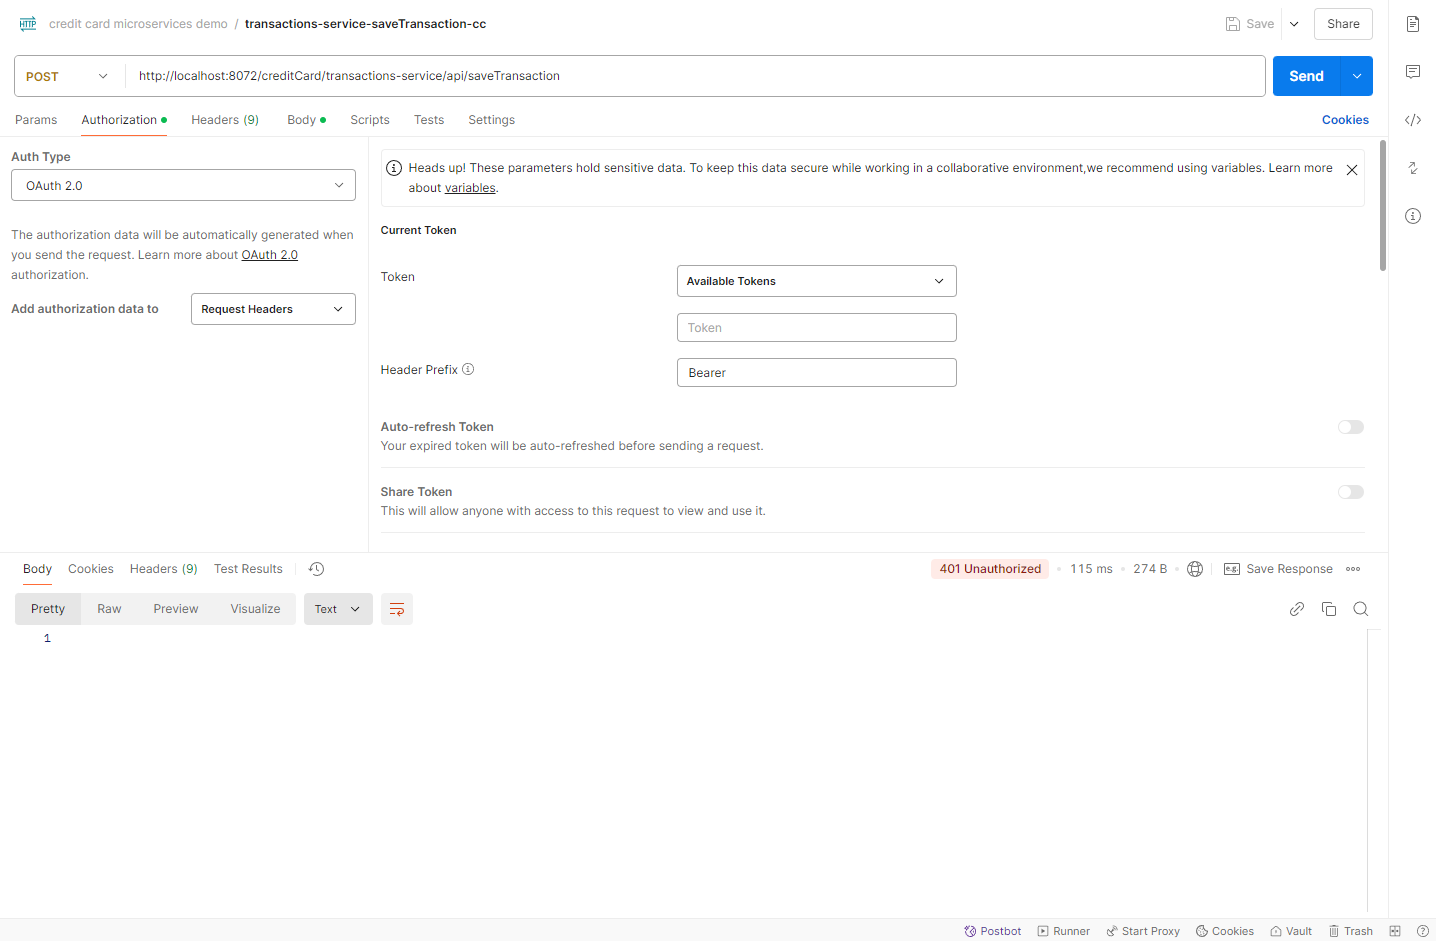 HTTP credit card microservices demo / transactions-service-saveTransaction-cc Save Share
POST http://localhost:8072/creditCard/transactions-service/api/saveTransaction Send
Params Authorization Headers (9) Body Scripts Tests Settings Cookies
Auth Type
OAuth 2.0
The authorization data will be automatically generated when
you send the request. Learn more about OAuth 2.0
authorization.
Add authorization data to Request Headers
Heads up! These parameters hold sensitive data. To keep this data secure while working in a collaborative environment,we recommend using variables. Learn more
about variables.
Current Token
Token Available Tokens
Token
Header Prefix Bearer
Auto-refresh Token
Your expired token will be auto-refreshed before sending a request.
Share Token
This will allow anyone with access to this request to view and use it.
Body Cookies Headers (9) Test Results 401 Unauthorized 115 ms 274 B e.g. Save Response
Pretty Raw Preview Visualize Text
1
Postbot Runner Start Proxy Cookies Vault Trash